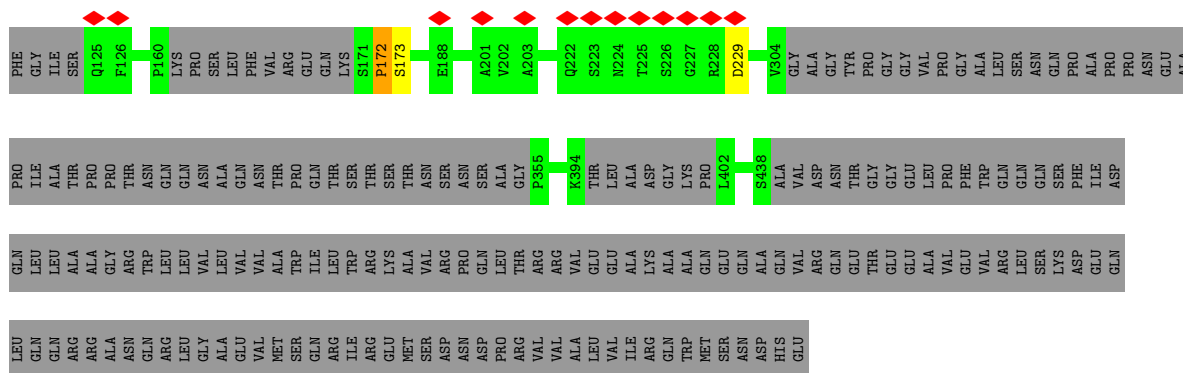 PHE GLY ILE SER Q125 F126 P160 LYS PRO SER LEU PHE VAL ARG GLU GLN LYS S171 P172 S173 E188 A201 V202 A203 Q222 S223 N224 T225 S226 G227 R228 D229 V304 GLY ALA GLY TYR PRO GLY GLY VAL PRO GLY ALA LEU SER ASN GLN PRO ALA PRO PRO ASN GLU ALA
PRO ILE ALA THR PRO PRO THR ASN GLN GLN ASN ALA GLN ASN THR PRO GLN THR SER THR SER THR ASN SER ASN SER ALA GLY P355 K394 THR LEU ALA ASP GLY LYS PRO L402 S438 ALA VAL ASP ASN THR GLY GLY GLU LEU PRO PHE TRP GLN GLN GLN SER PHE ILE ASP
GLN LEU LEU ALA ALA GLY ARG TRP LEU LEU VAL LEU VAL VAL ALA TRP ILE LEU TRP ARG LYS ALA VAL ARG PRO GLN LEU THR ARG ARG VAL GLU GLU ALA LYS ALA ALA GLN GLU GLN ALA GLN VAL ARG GLN GLU THR GLU GLU ALA VAL GLU VAL ARG LEU SER LYS ASP GLU GLN
LEU GLN GLN ARG ARG ALA ASN GLN ARG LEU GLY ALA GLU VAL MET SER GLN ARG ILE ARG GLU MET SER ASP ASN ASP PRO ARG VAL VAL ALA LEU VAL ILE ARG GLN TRP MET SER ASN ASP HIS GLU